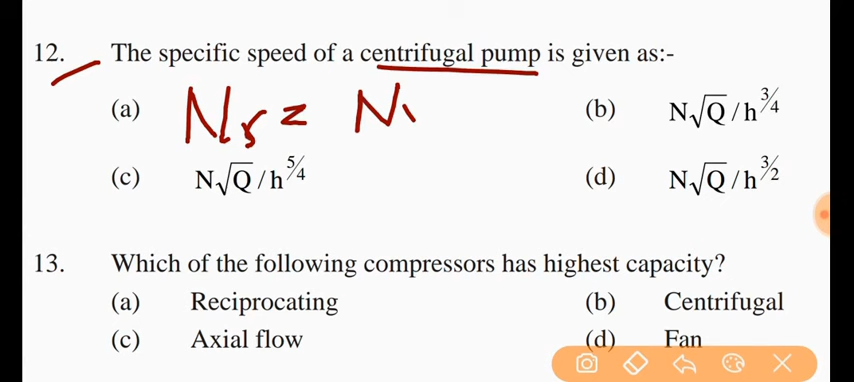 12. The specific speed of a centrifugal pump is given as:-
(a) Ns = N (b) N√Q/h^3/4
(c) N√Q/h^5/4 (d) N√Q/h^3/2
13. Which of the following compressors has highest capacity?
(a) Reciprocating (b) Centrifugal
(c) Axial flow (d) Fan